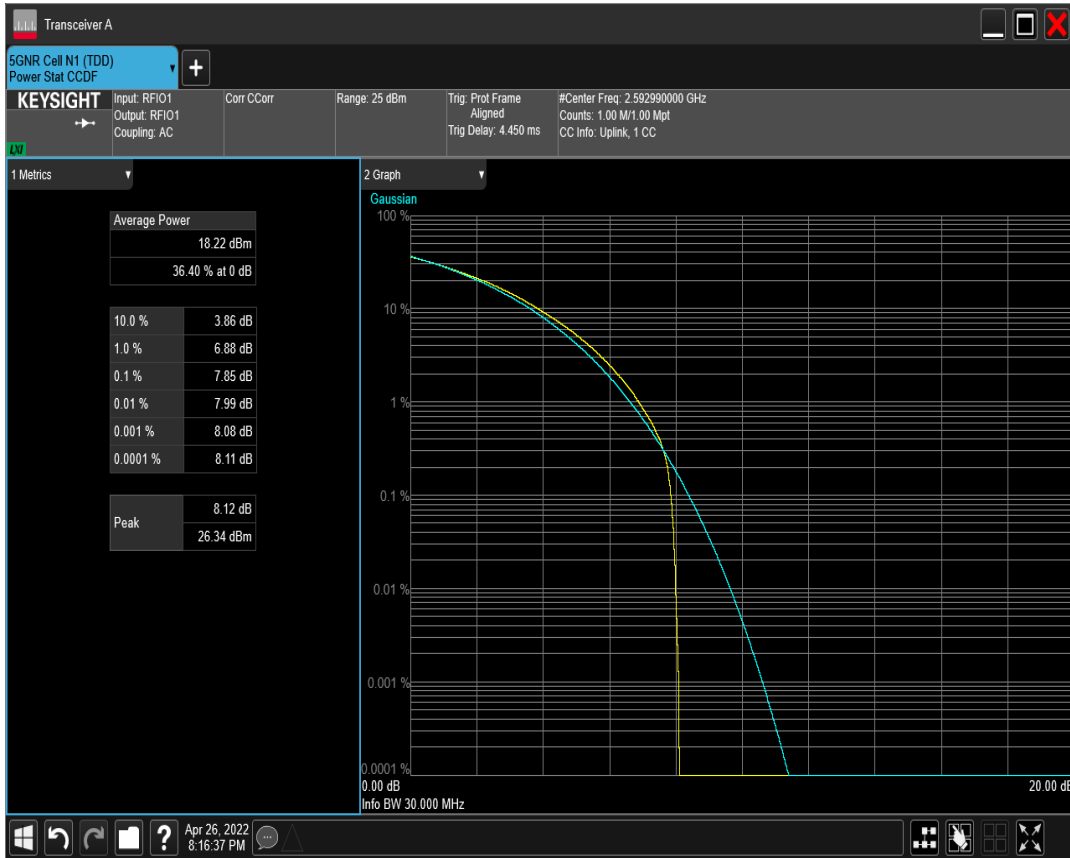 Transceiver A
5GNR Cell N1 (TDD)
Power Stat CCDF
KEYSIGHT
LXI
Input: RFIO1
Output: RFIO1
Coupling: AC
Corr CCorr
Range: 25 dBm
Trig: Prot Frame
Aligned
Trig Delay: 4.450 ms
#Center Freq: 2.592990000 GHz
Counts: 1.00 M/1.00 Mpt
CC Info: Uplink, 1 CC
1 Metrics
Average Power
18.22 dBm
36.40 % at 0 dB
10.0 % 3.86 dB
1.0 % 6.88 dB
0.1 % 7.85 dB
0.01 % 7.99 dB
0.001 % 8.08 dB
0.0001 % 8.11 dB
Peak
8.12 dB
26.34 dBm
2 Graph
Gaussian
100 %
10 %
1 %
0.1 %
0.01 %
0.001 %
0.0001 %
0.00 dB 20.00 dB
Info BW 30.000 MHz
Apr 26, 2022
8:16:37 PM